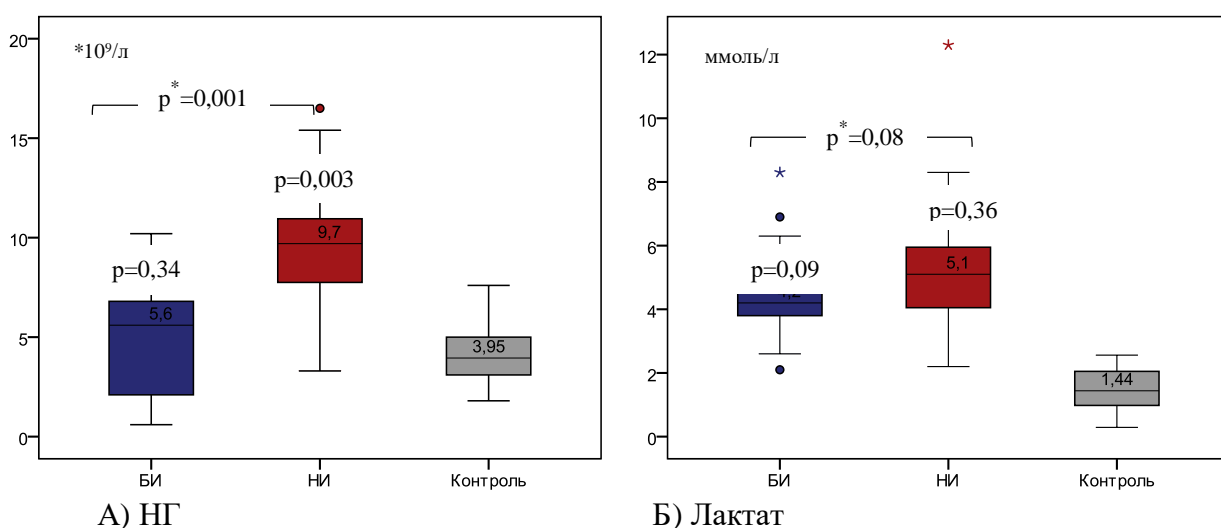 *10⁹/л
p*=0,001
p=0,003
p=0,34
20
15
10
5
0
5,6
9,7
3,95
БИ
НИ
Контроль
А) НГ
ммоль/л
p*=0,08
p=0,36
p=0,09
12
10
8
6
4
2
0
5,1
1,44
БИ
НИ
Контроль
Б) Лактат